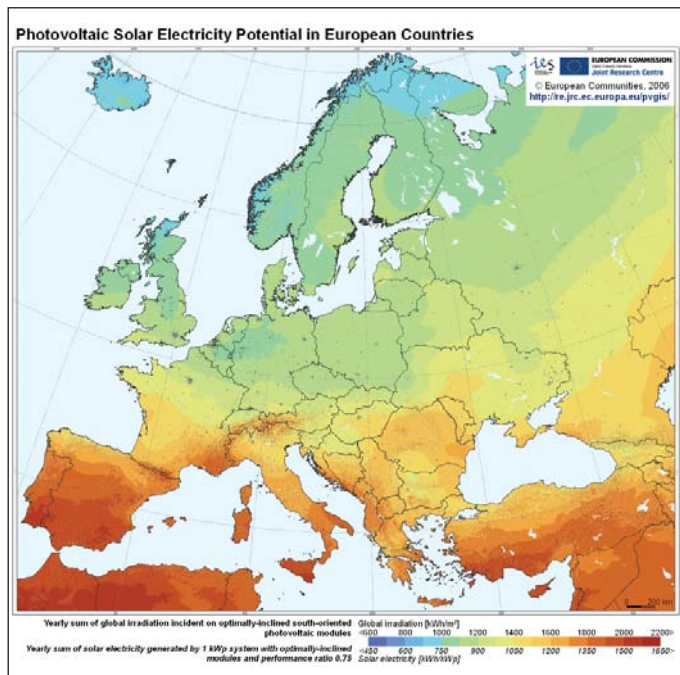 Photovoltaic Solar Electricity Potential in European Countries
ies
EUROPEAN COMMISSION
DIRECTORATE-GENERAL
Joint Research Centre
© European Communities, 2006
http://re.jrc.ec.europa.eu/pvgis/
0 200 km
Yearly sum of global irradiation incident on optimally-inclined south-oriented
photovoltaic modules
Yearly sum of solar electricity generated by 1 kWp system with optimally-inclined
modules and performance ratio 0.75
Global irradiation [kWh/m²]
<600 800 1000 1200 1400 1600 1800 2000 2200>
<450 600 750 900 1050 1200 1350 1500 1650>
Solar electricity [kWh/kWp]